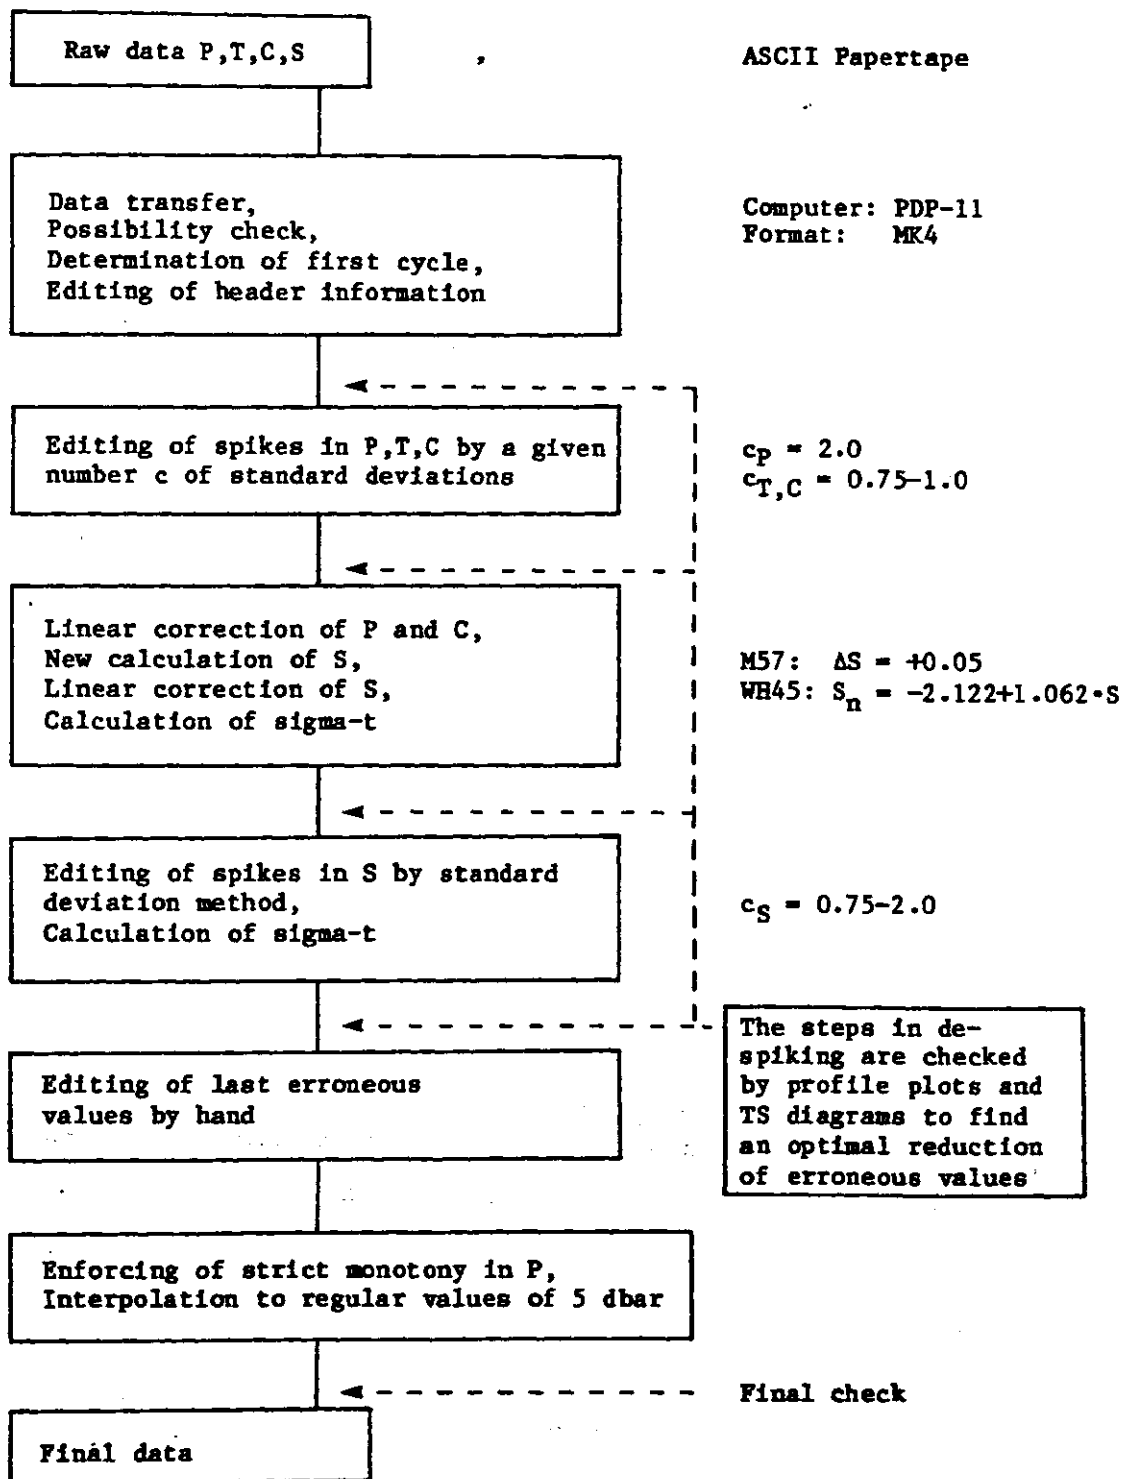 Raw data P,T,C,S
ASCII Papertape
Data transfer,
Possibility check,
Determination of first cycle,
Editing of header information
Computer: PDP-11
Format: MK4
Editing of spikes in P,T,C by a given
number c of standard deviations
cP = 2.0
cT,C = 0.75-1.0
Linear correction of P and C,
New calculation of S,
Linear correction of S,
Calculation of sigma-t
M57: ΔS = +0.05
WH45: Sn = -2.122+1.062•S
Editing of spikes in S by standard
deviation method,
Calculation of sigma-t
cS = 0.75-2.0
The steps in de-
spiking are checked
by profile plots and
TS diagrams to find
an optimal reduction
of erroneous values
Editing of last erroneous
values by hand
Enforcing of strict monotony in P,
Interpolation to regular values of 5 dbar
Final check
Final data